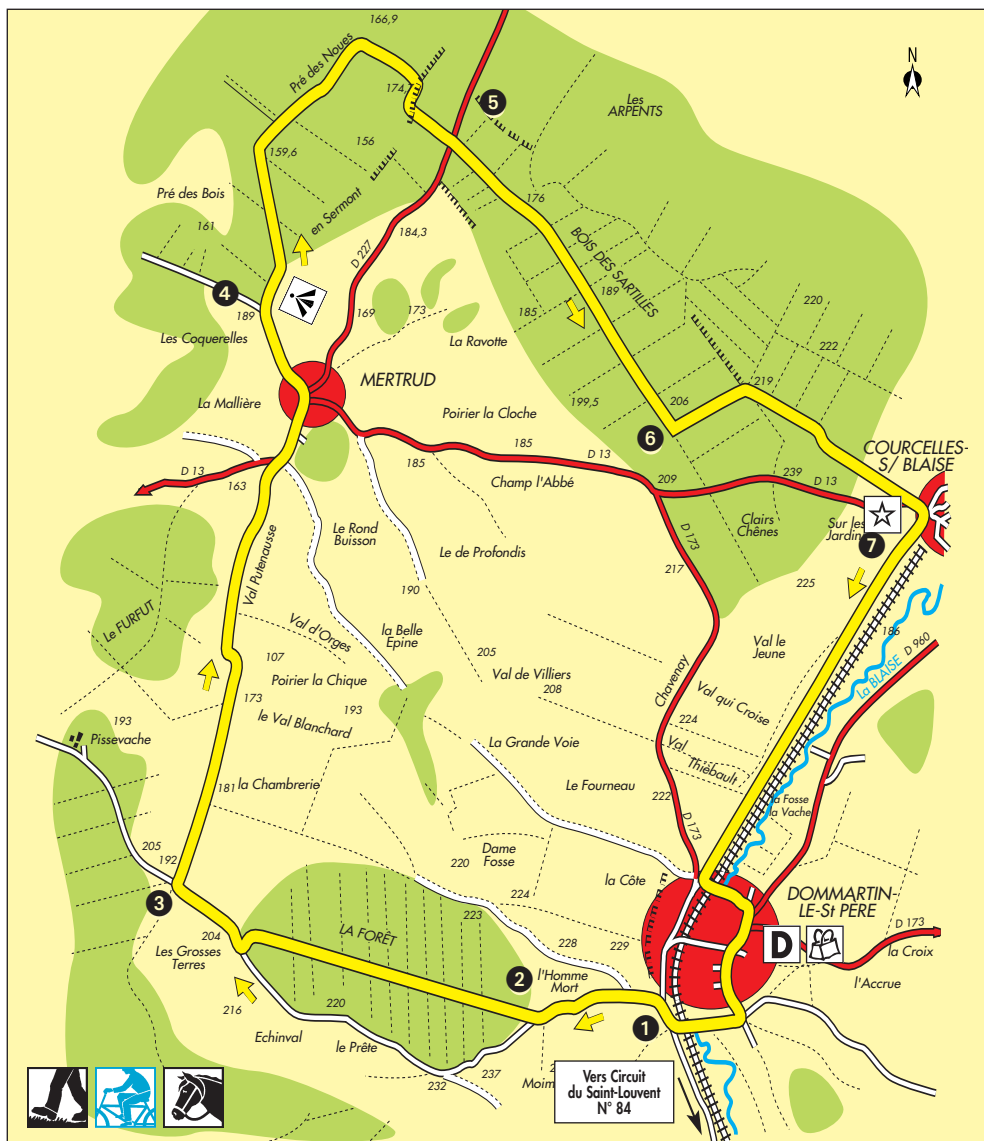 166,9
N
Pré des Noues
174,
5
Les
ARPENTS
156
159,6
176
Pré des Bois
en Sermont
161
184,3
D 227
BOIS DES SARTILLES
4
189
189
185
220
169
173
222
Les Coquerelles
La Ravotte
MERTRUD
219
La Mallière
199,5
206
Poirier la Cloche
6
COURCELLES-
S/ BLAISE
185
D 13
D 13
163
185
Champ l'Abbé
209
239
D 13
Clairs
Chênes
Sur les
Jardin
7
Val Putenausse
Le Rond
Buisson
Le de Profondis
D 173
217
190
225
Le FURFUT
Val d'Orges
la Belle
Epine
Val le
Jeune
186
D 960
La BLAISE
107
205
Val de Villiers
Chavenay
Poirier la Chique
208
Val qui Croise
173
193
le Val Blanchard
224
193
Pissevache
La Grande Voie
Val Thiébault
181
la Chambrerie
Le Fourneau
222
la Fosse
la Vache
D 173
205
192
Dame
Fosse
220
la Côte
3
224
DOMMARTIN-
LE-St PERE
223
LA FORÊT
204
Les Grosses
Terres
228
229
D
D 173
la Croix
2
l'Homme
Mort
l'Accrue
216
220
1
Echinval
le Prête
237
232
Moim
Vers Circuit
du Saint-Louvent
N° 84